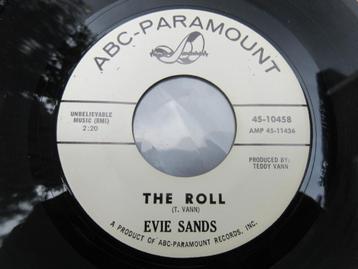 ABC-PARAMOUNT
UNBELIEVABLE
MUSIC (BMI)
2:20
45-10458
AMP 45-11436
PRODUCED BY:
TEDDY VANN
THE ROLL
(T. VANN)
EVIE SANDS
A PRODUCT OF ABC-PARAMOUNT RECORDS, INC.